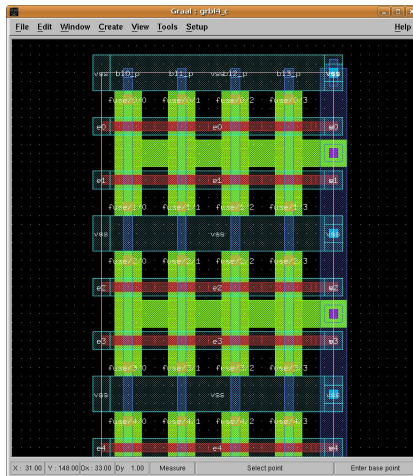 Graal : grbl4_c
File Edit Window Create View Tools Setup Help
vss bl0_p bl1_p vss bl2_p bl3_p vss
fuse/0/0 fuse/0/1 fuse/0/2 fuse/0/3
e0 e0 e0
e1 e1 e1
fuse/1/0 fuse/1/1 fuse/1/2 fuse/1/3
vss vss vss
fuse/2/0 fuse/2/1 fuse/2/2 fuse/2/3
e2 e2 e2
e3 e3 e3
fuse/3/0 fuse/3/1 fuse/3/2 fuse/3/3
vss vss vss
fuse/4/0 fuse/4/1 fuse/4/2 fuse/4/3
e4 e4 e4
X : 31.00 Y : 148.00 Dx : 33.00 Dy 1.00 Measure Select point Enter base point